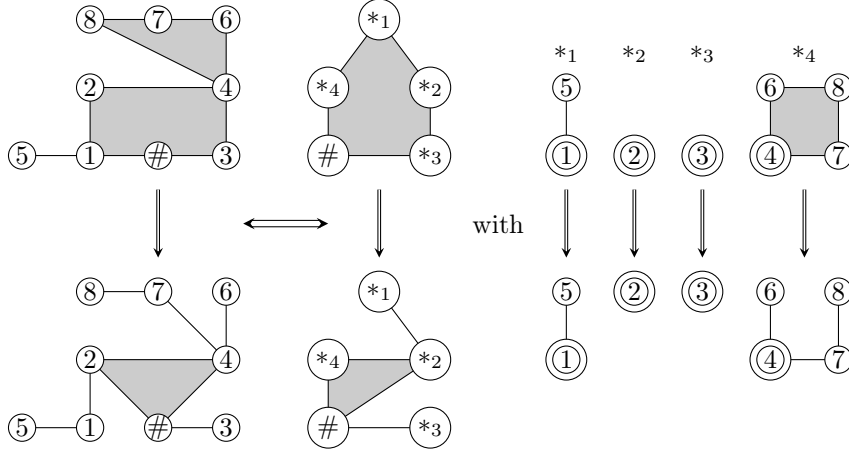 8 7 6 *1
*1 *2 *3 *4
2 4 *4 *2 5 6 8
5 1 # 3 # *3 1 2 3 4 7
with
8 7 6 *1 5 2 3 6 8
2 4 *4 *2 1 4 7
5 1 # 3 # *3